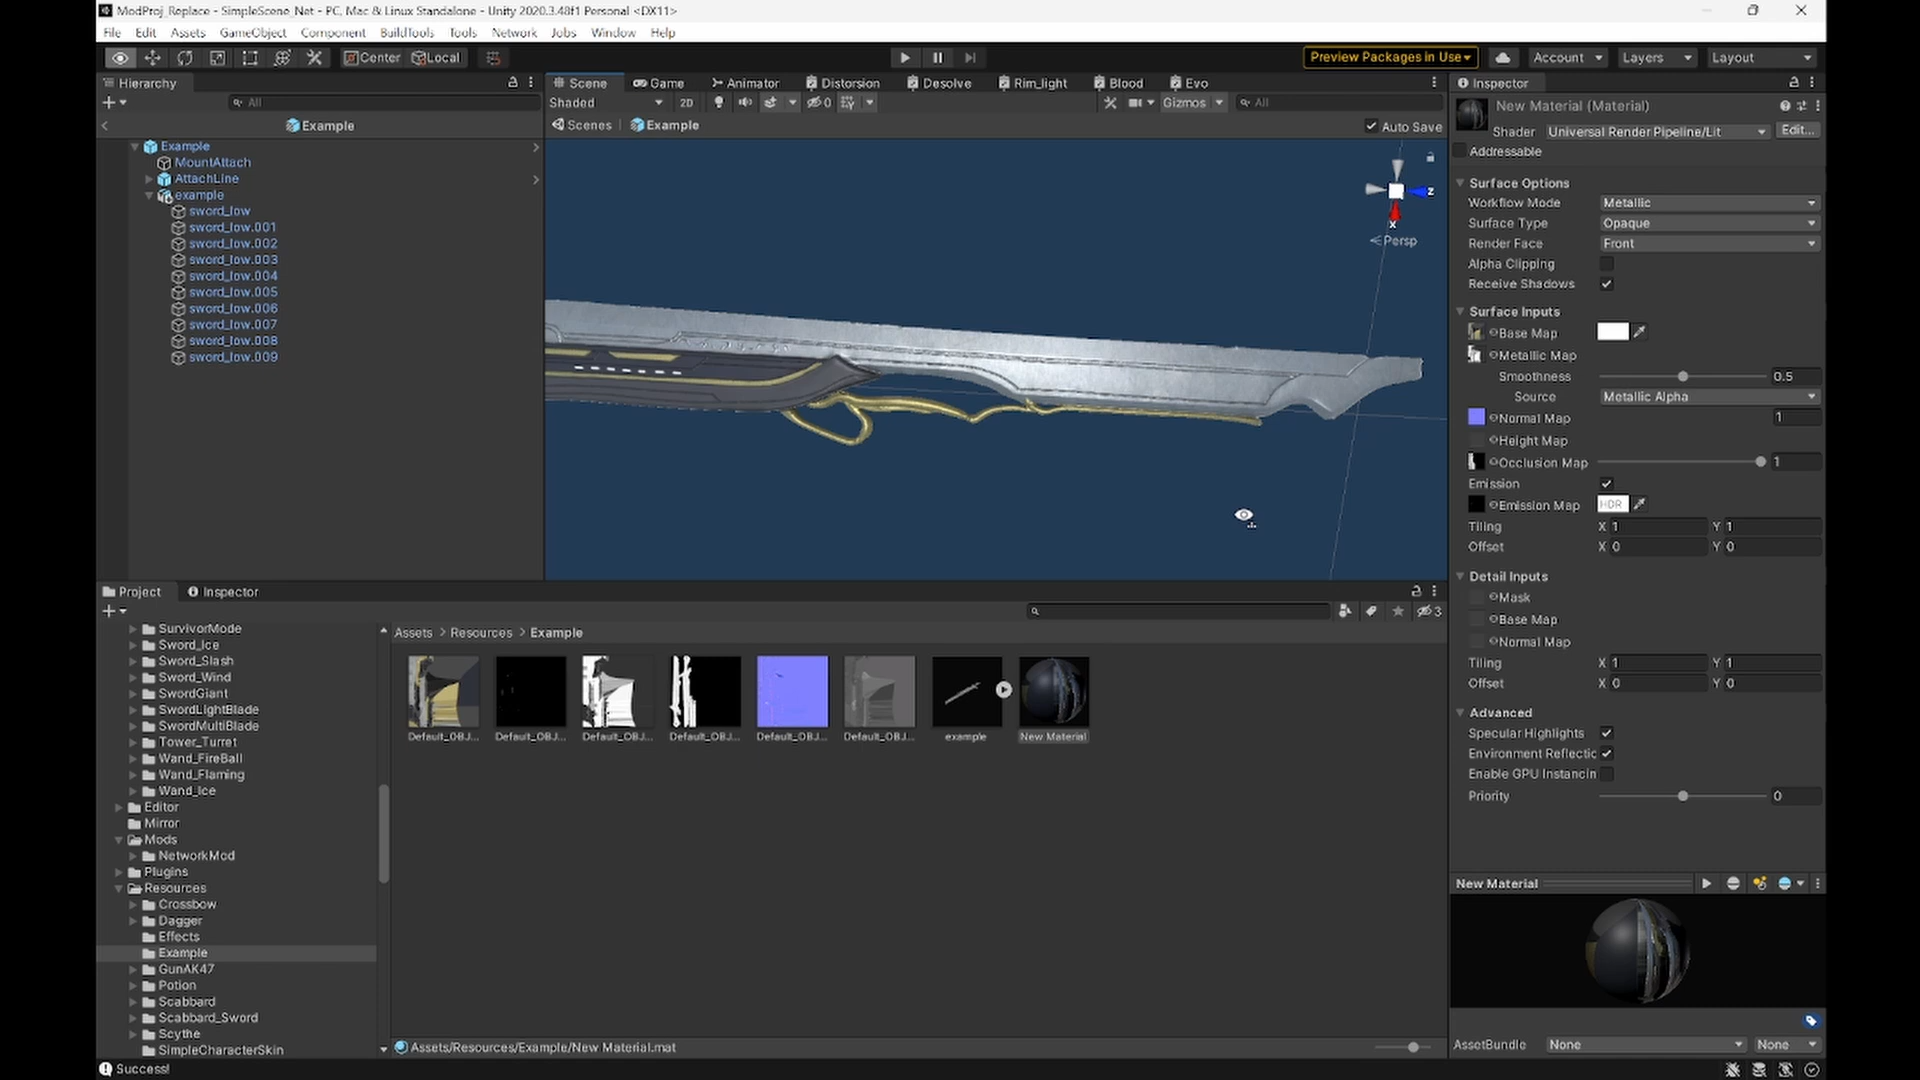 ModProj_Replace - SimpleScene_Net - PC, Mac & Linux Standalone - Unity 2020.3.48f1 Personal <DX11>
File Edit Assets GameObject Component BuildTools Tools Network Jobs Window Help
Center Local
Preview Packages in Use
Account Layers Layout
Hierarchy
Scene Game Animator Distorsion Desolve Rim_light Blood Evo
Inspector
All
Shaded 2D 0 Gizmos All
New Material (Material)
Shader Universal Render Pipeline/Lit Edit...
Example
Scenes Example Auto Save
Addressable
Example
MountAttach
AttachLine
example
sword_low
sword_low.001
sword_low.002
sword_low.003
sword_low.004
sword_low.005
sword_low.006
sword_low.007
sword_low.008
sword_low.009
z
x
Persp
Surface Options
Workflow Mode Metallic
Surface Type Opaque
Render Face Front
Alpha Clipping
Receive Shadows
Surface Inputs
Base Map
Metallic Map
Smoothness 0.5
Source Metallic Alpha
Normal Map 1
Height Map
Occlusion Map 1
Emission
Emission Map HDR
Tiling X 1 Y 1
Offset X 0 Y 0
Detail Inputs
Mask
Base Map
Normal Map
Tiling X 1 Y 1
Offset X 0 Y 0
Advanced
Specular Highlights
Environment Reflectic
Enable GPU Instancin
Priority 0
Project Inspector
3
SurvivorMode
Sword_Ice
Sword_Slash
Sword_Wind
SwordGiant
SwordLightBlade
SwordMultiBlade
Tower_Turret
Wand_FireBall
Wand_Flaming
Wand_Ice
Editor
Mirror
Mods
NetworkMod
Plugins
Resources
Crossbow
Dagger
Effects
Example
GunAK47
Potion
Scabbard
Scabbard_Sword
Scythe
SimpleCharacterSkin
Assets > Resources > Example
Default_OBJ... Default_OBJ... Default_OBJ... Default_OBJ... Default_OBJ... Default_OBJ... example New Material
Assets/Resources/Example/New Material.mat
New Material
AssetBundle None None
Success!